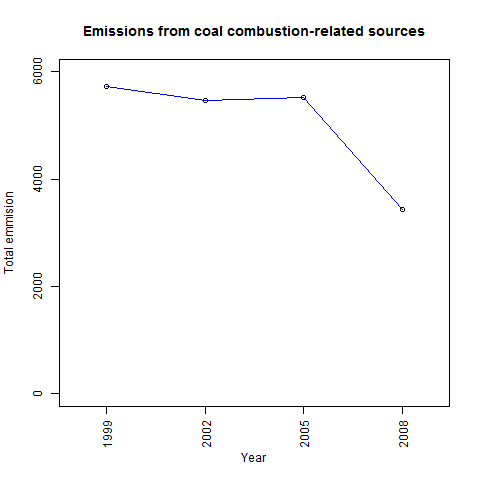 Emissions from coal combustion-related sources
Total emmision
6000
4000
2000
0
1999
2002
2005
2008
Year